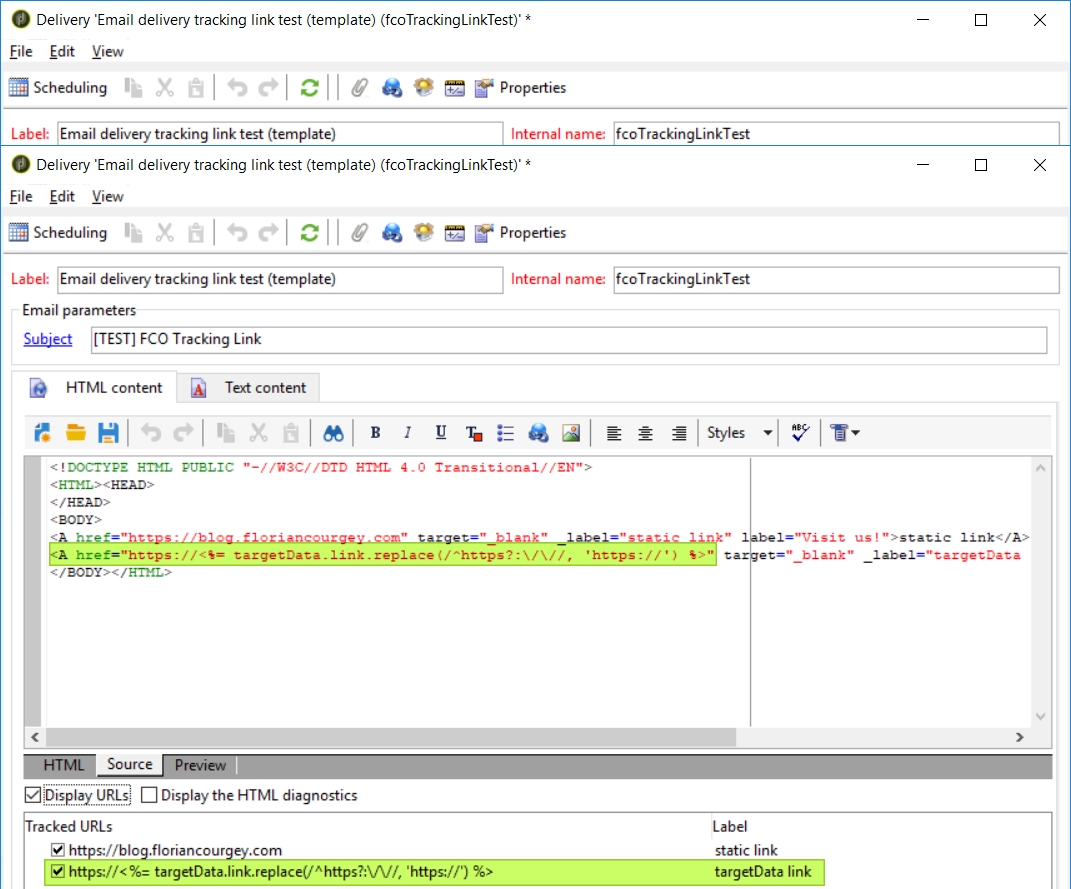 Delivery 'Email delivery tracking link test (template) (fcoTrackingLinkTest)' *
File Edit View
Scheduling Properties
Label: Email delivery tracking link test (template) Internal name: fcoTrackingLinkTest
Delivery 'Email delivery tracking link test (template) (fcoTrackingLinkTest)' *
File Edit View
Scheduling Properties
Label: Email delivery tracking link test (template) Internal name: fcoTrackingLinkTest
Email parameters
Subject [TEST] FCO Tracking Link
HTML content A Text content
B I U T Styles ABC
<!DOCTYPE HTML PUBLIC "-//W3C//DTD HTML 4.0 Transitional//EN">
<HTML><HEAD>
</HEAD>
<BODY>
<A href="https://blog.floriancourgey.com" target="_blank" _label="static link" label="Visit us!">static link</A>
<A href="https://<%= targetData.link.replace(/^https?:\/\//, 'https://') %>" target="_blank" _label="targetData
</BODY></HTML>
HTML Source Preview
Display URLs Display the HTML diagnostics
Tracked URLs Label
https://blog.floriancourgey.com static link
https://<%= targetData.link.replace(/^https?:\/\//, 'https://') %> targetData link